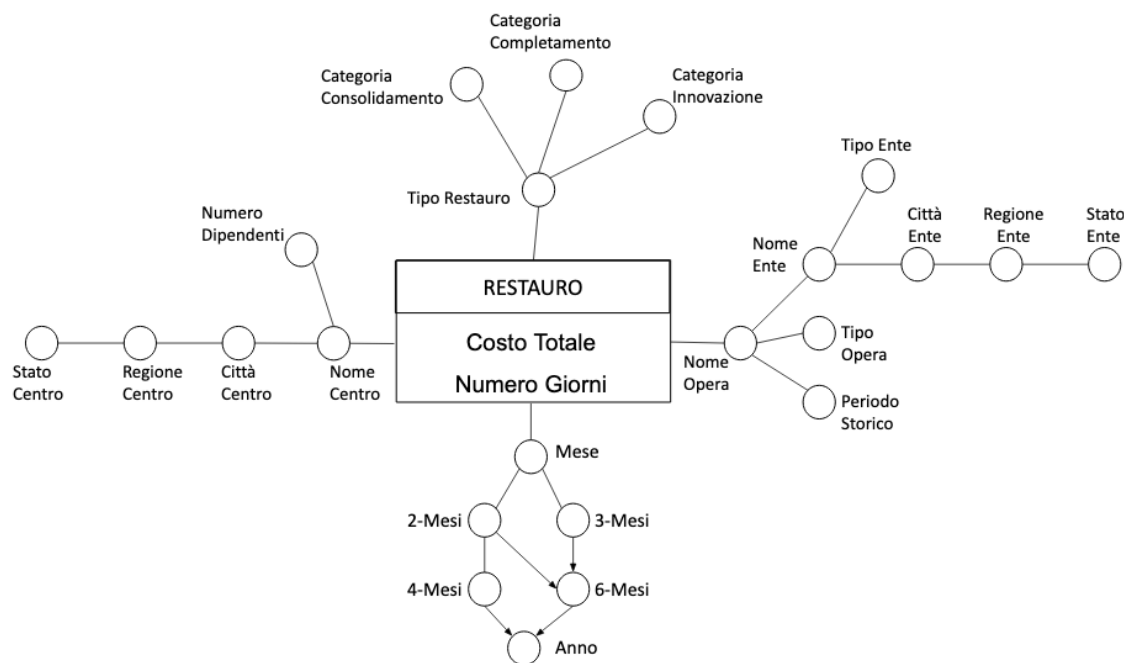 Categoria
Completamento
Categoria
Consolidamento
Categoria
Innovazione
Tipo Restauro
Tipo Ente
Numero
Dipendenti
Città
Ente
Regione
Ente
Stato
Ente
Nome
Ente
RESTAURO
Costo Totale
Numero Giorni
Stato
Centro
Regione
Centro
Città
Centro
Nome
Centro
Nome
Opera
Tipo
Opera
Periodo
Storico
Mese
2-Mesi
3-Mesi
4-Mesi
6-Mesi
Anno